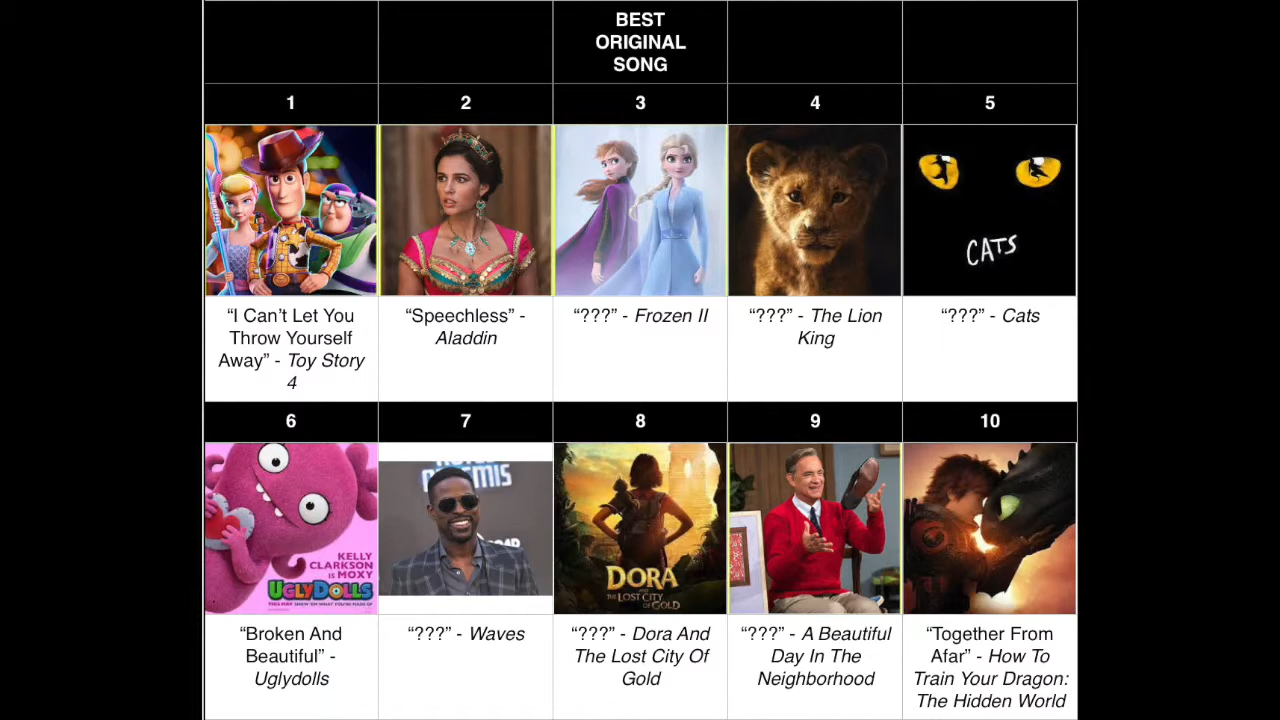 BEST
ORIGINAL
SONG
1
2
3
4
5
CATS
“I Can’t Let You
Throw Yourself
Away” - Toy Story
4
“Speechless” -
Aladdin
“???” - Frozen II
“???” - The Lion
King
“???” - Cats
6
7
8
9
10
KELLY
CLARKSON
IS MOXY
UGLYDOLLS
DORA
AND
THE LOST CITY OF
GOLD
“Broken And
Beautiful” -
Uglydolls
“???” - Waves
“???” - Dora And
The Lost City Of
Gold
“???” - A Beautiful
Day In The
Neighborhood
“Together From
Afar” - How To
Train Your Dragon:
The Hidden World